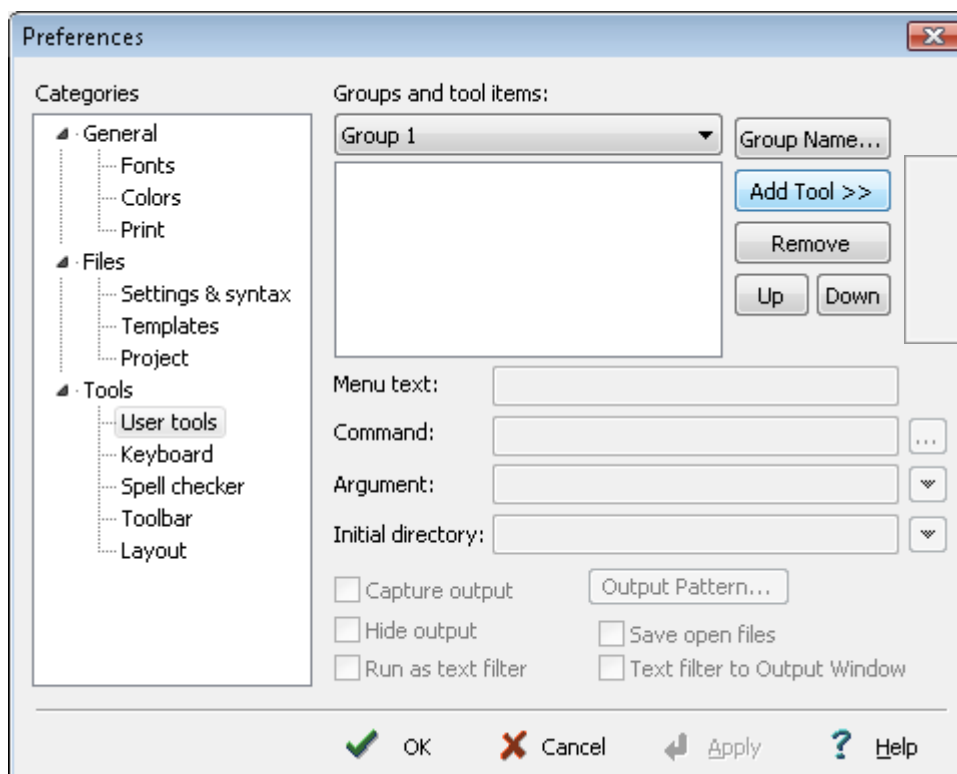 Preferences
Categories
General
Fonts
Colors
Print
Files
Settings & syntax
Templates
Project
Tools
User tools
Keyboard
Spell checker
Toolbar
Layout
Groups and tool items:
Group 1
Group Name...
Add Tool >>
Remove
Up Down
Menu text:
Command:
...
Argument:
Initial directory:
Capture output
Output Pattern...
Hide output
Save open files
Run as text filter
Text filter to Output Window
OK Cancel Apply ? Help